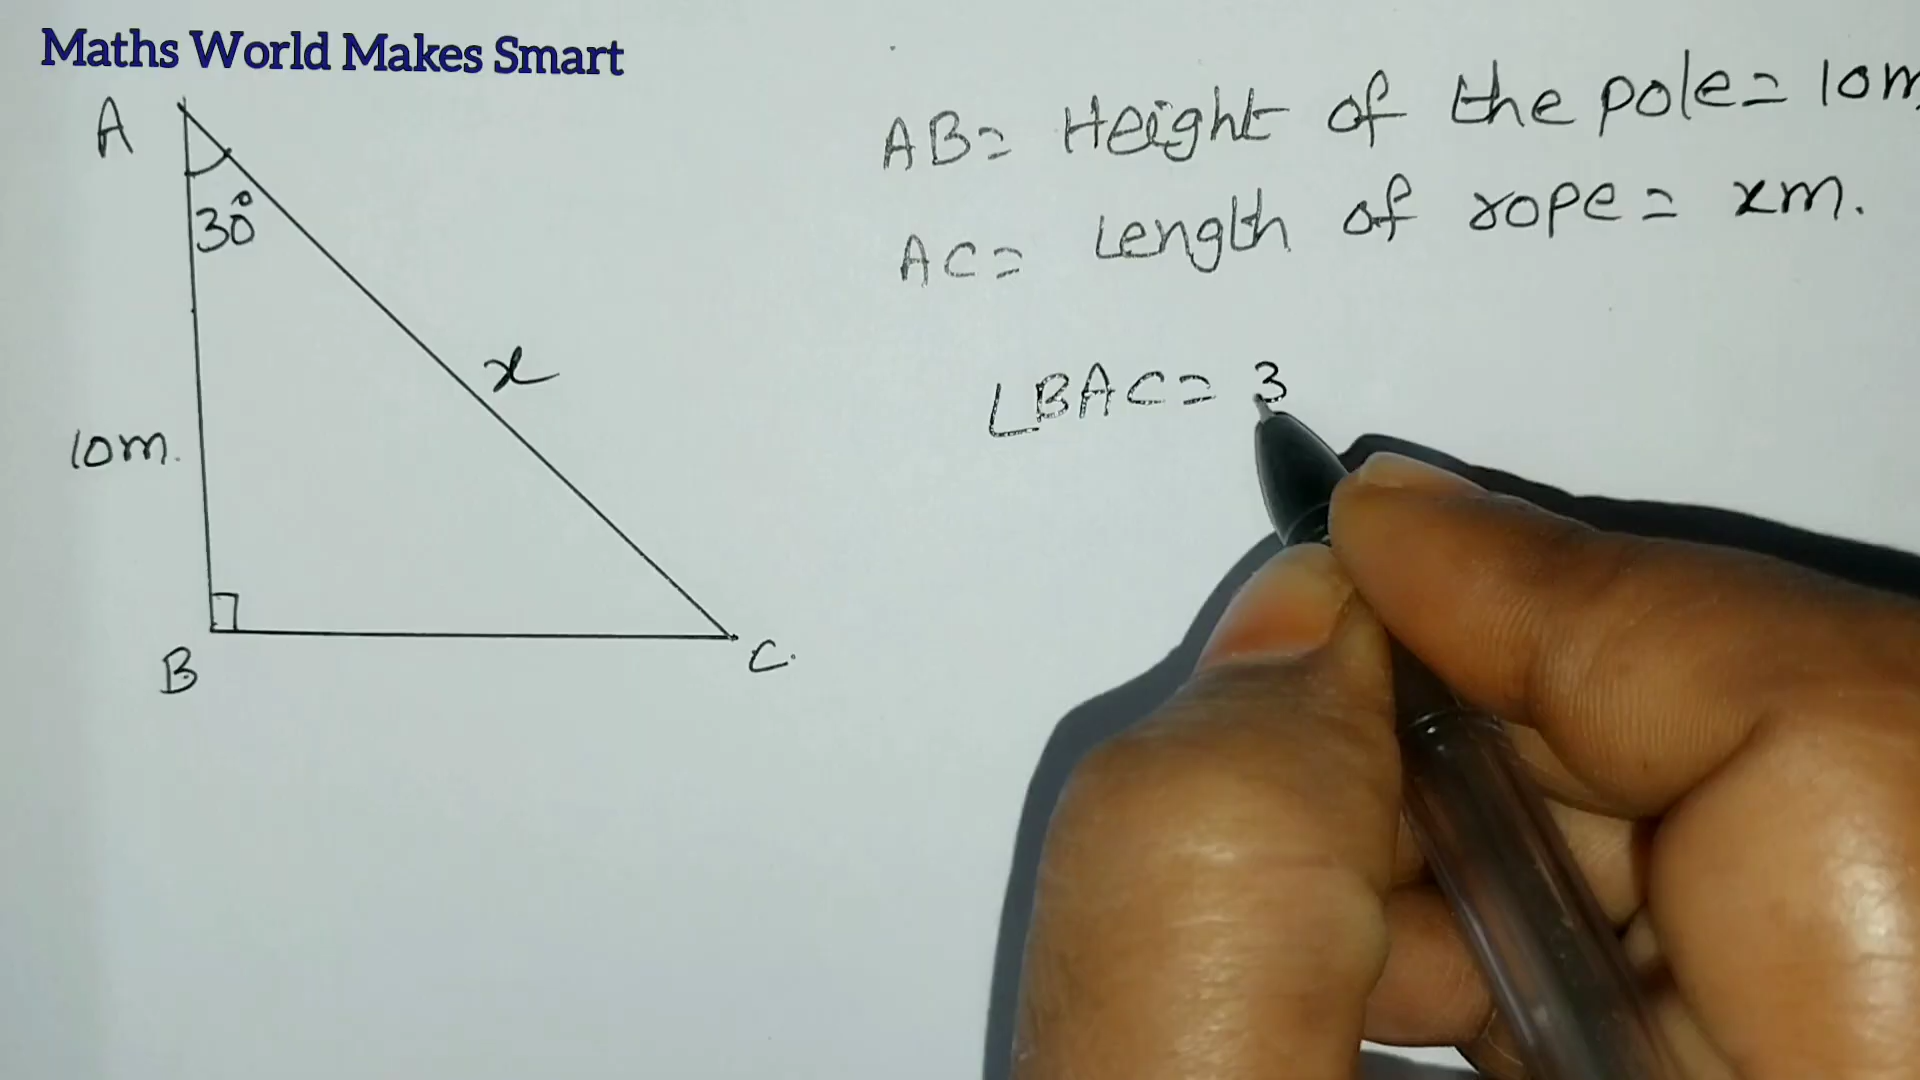 Maths World Makes Smart
A
30°
x
10m.
B
C.
AB= Height of the pole= 10m
AC= Length of rope= xm.
∠BAC= 3